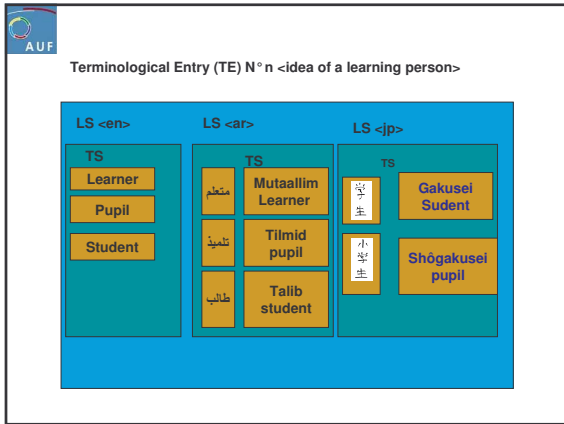 AUF
Terminological Entry (TE) N° n <idea of a learning person>
LS <en>
TS
Learner
Pupil
Student
LS <ar>
TS
متعلم
Mutaallim
Learner
تلميذ
Tilmid
pupil
طالب
Talib
student
LS <jp>
TS
学
生
Gakusei
Sudent
小
学
生
Shôgakusei
pupil